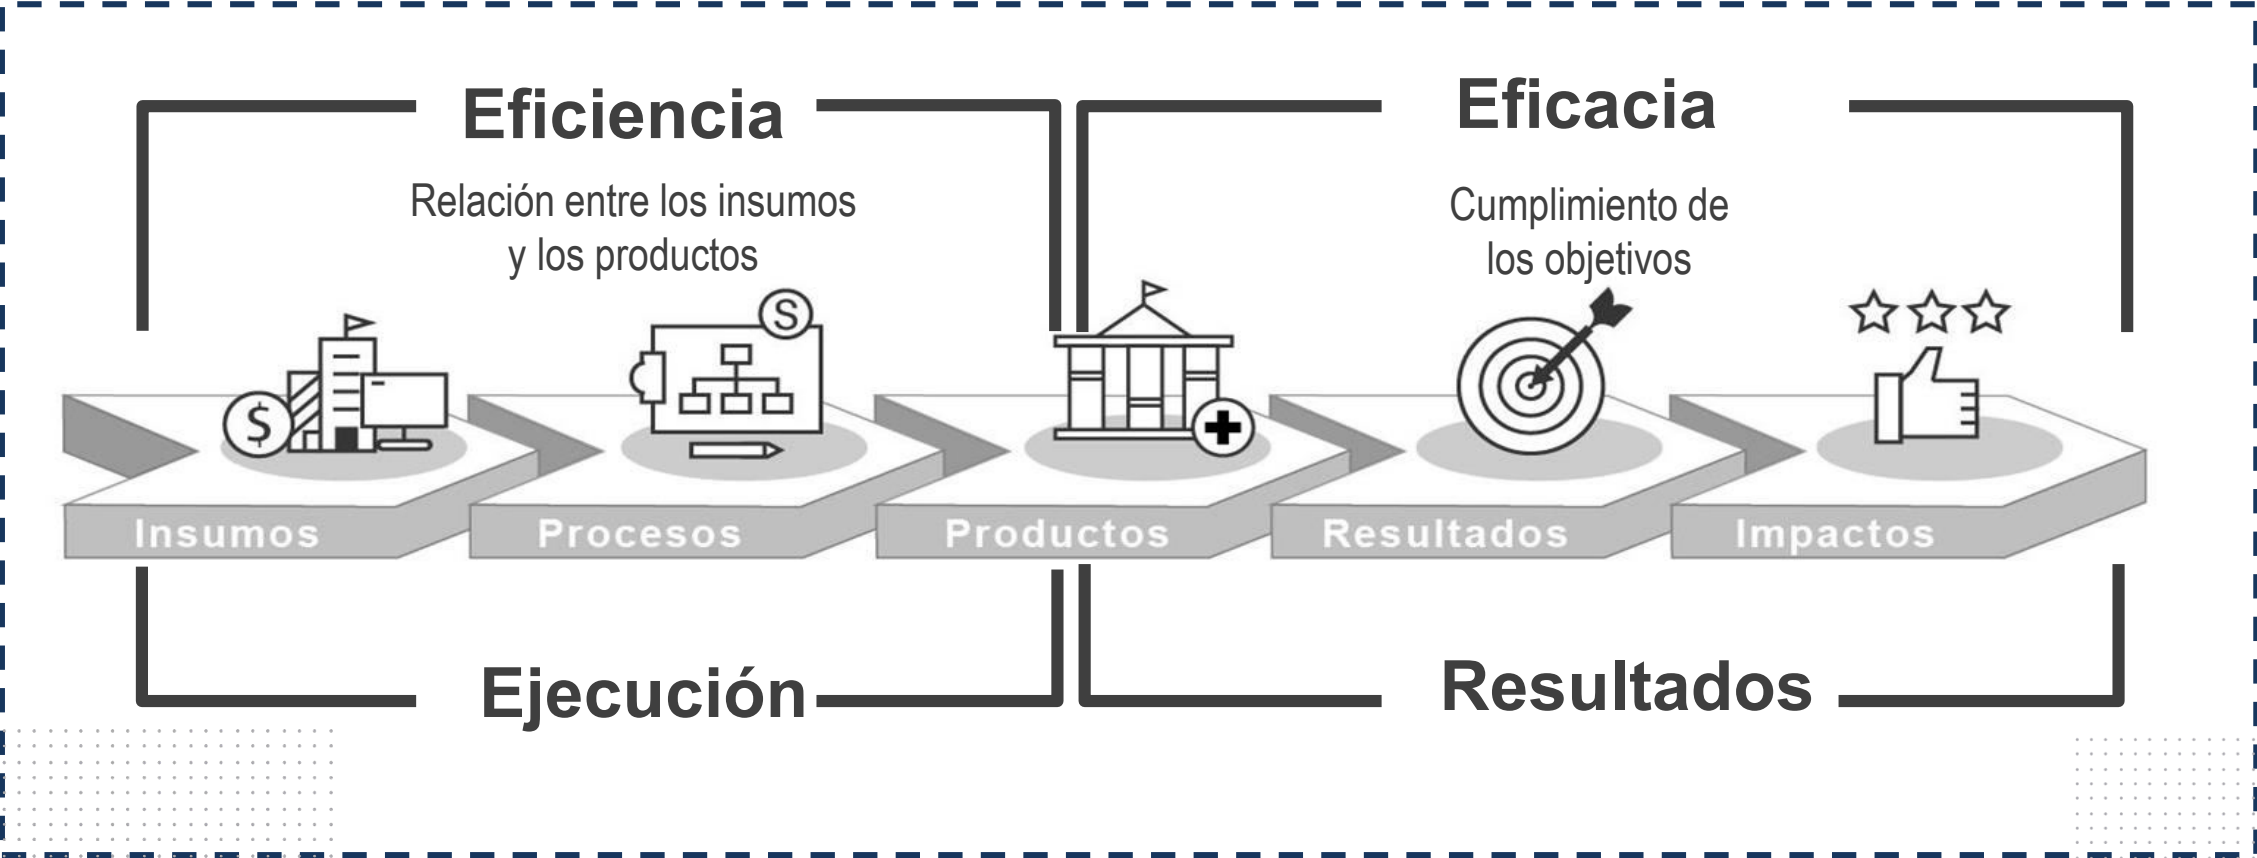 Eficiencia
Relación entre los insumos
y los productos
Eficacia
Cumplimiento de
los objetivos
$
S
Insumos
Procesos
Productos
Resultados
Impactos
Ejecución
Resultados